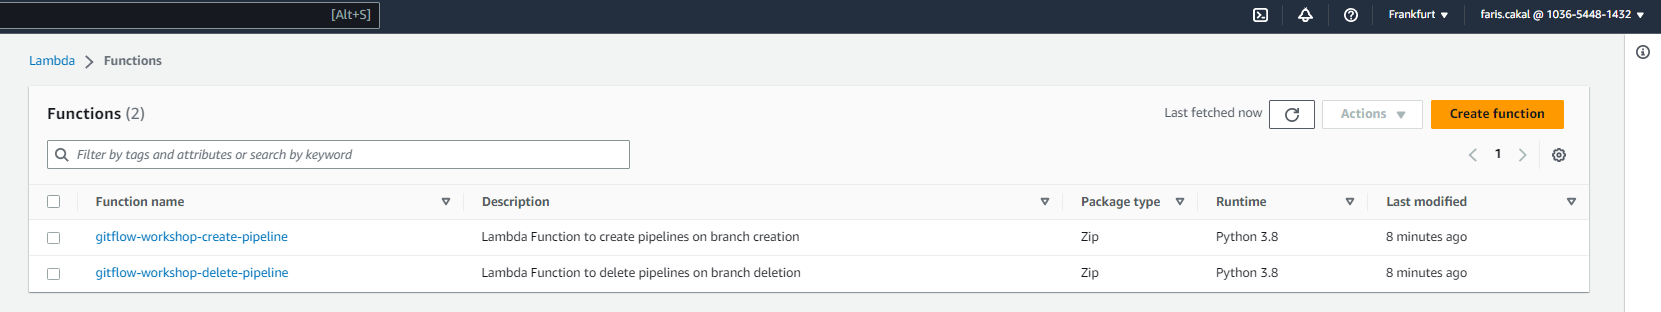 [Alt+S]
Frankfurt
faris.cakal @ 1036-5448-1432
Lambda
Functions
Functions (2)
Last fetched now
Actions
Create function
Filter by tags and attributes or search by keyword
1
Function name
Description
Package type
Runtime
Last modified
gitflow-workshop-create-pipeline
Lambda Function to create pipelines on branch creation
Zip
Python 3.8
8 minutes ago
gitflow-workshop-delete-pipeline
Lambda Function to delete pipelines on branch deletion
Zip
Python 3.8
8 minutes ago